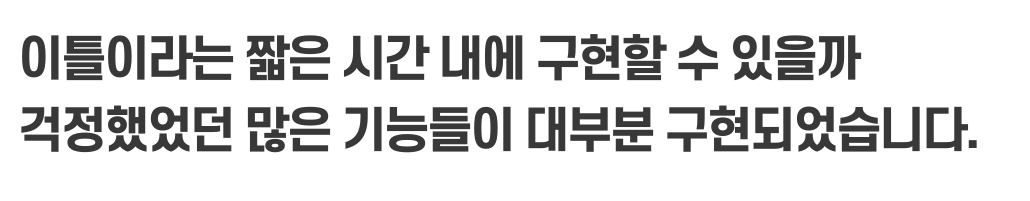 이틀이라는 짧은 시간 내에 구현할 수 있을까
걱정했었던 많은 기능들이 대부분 구현되었습니다.